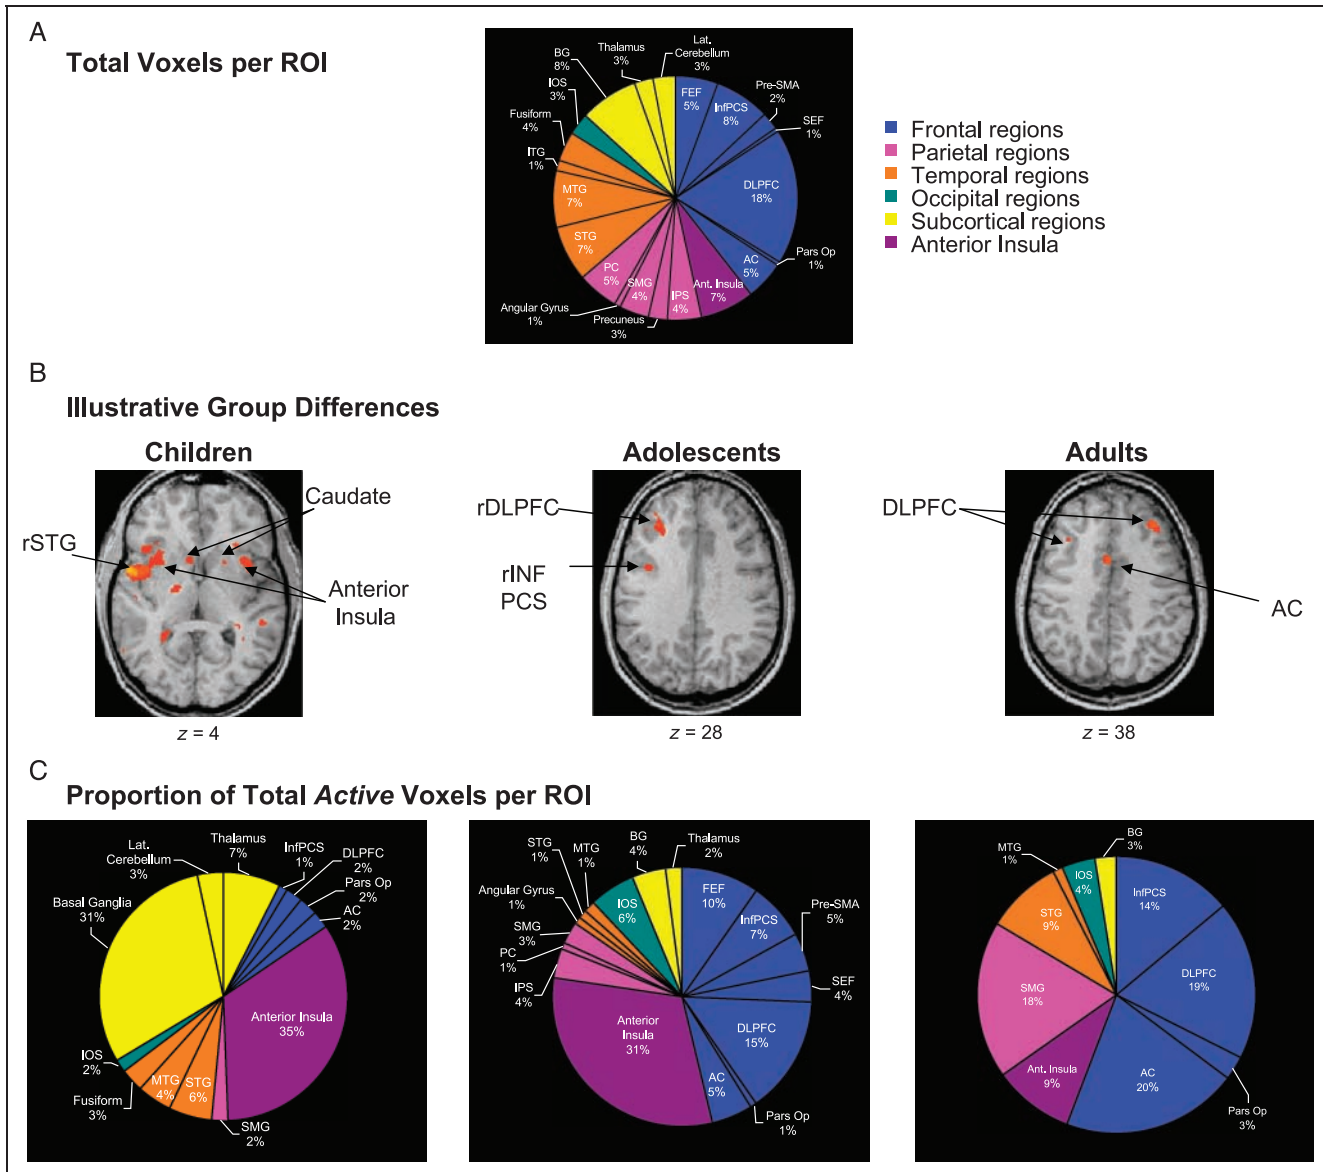 A
Total Voxels per ROI
BG
8%
Thalamus
3%
Lat.
Cerebellum
3%
IOS
3%
Fusiform
4%
ITG
1%
MTG
7%
STG
7%
PC
5%
Angular Gyrus
1%
SMG
4%
Precuneus
3%
IPS
4%
Ant. Insula
7%
AC
5%
Pars Op
1%
DLPFC
18%
SEF
1%
Pre-SMA
2%
InfPCS
8%
FEF
5%
Frontal regions
Parietal regions
Temporal regions
Occipital regions
Subcortical regions
Anterior Insula
B
Illustrative Group Differences
Children
rSTG
Caudate
Anterior
Insula
z = 4
Adolescents
rDLPFC
rINF
PCS
z = 28
Adults
DLPFC
AC
z = 38
C
Proportion of Total Active Voxels per ROI
Lat.
Cerebellum
3%
Thalamus
7%
InfPCS
1%
DLPFC
2%
Pars Op
2%
AC
2%
Basal Ganglia
31%
Anterior Insula
35%
IOS
2%
Fusiform
3%
MTG
4%
STG
6%
SMG
2%
STG
1%
MTG
1%
BG
4%
Thalamus
2%
Angular Gyrus
1%
SMG
3%
PC
1%
IPS
4%
IOS
6%
FEF
10%
InfPCS
7%
Pre-SMA
5%
SEF
4%
DLPFC
15%
Pars Op
1%
AC
5%
Anterior
Insula
31%
MTG
1%
IOS
4%
BG
3%
InfPCS
14%
STG
9%
DLPFC
19%
SMG
18%
Ant. Insula
9%
AC
20%
Pars Op
3%